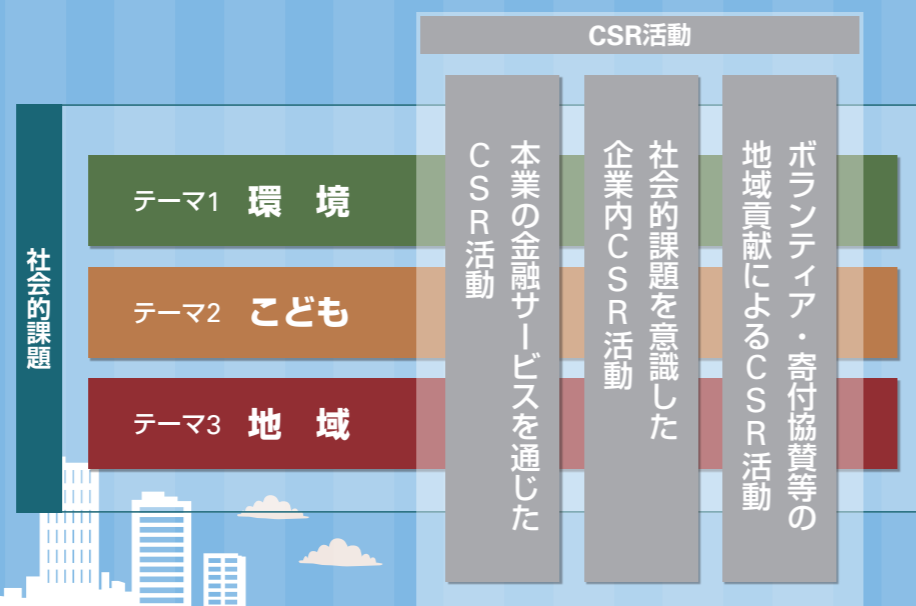 CSR活動
社会的課題
テーマ1 環　境
テーマ2 こども
テーマ3 地　域
本業の金融サービスを通じた
CSR活動
社会的課題を意識した
企業内CSR活動
ボランティア・寄付協賛等の
地域貢献によるCSR活動